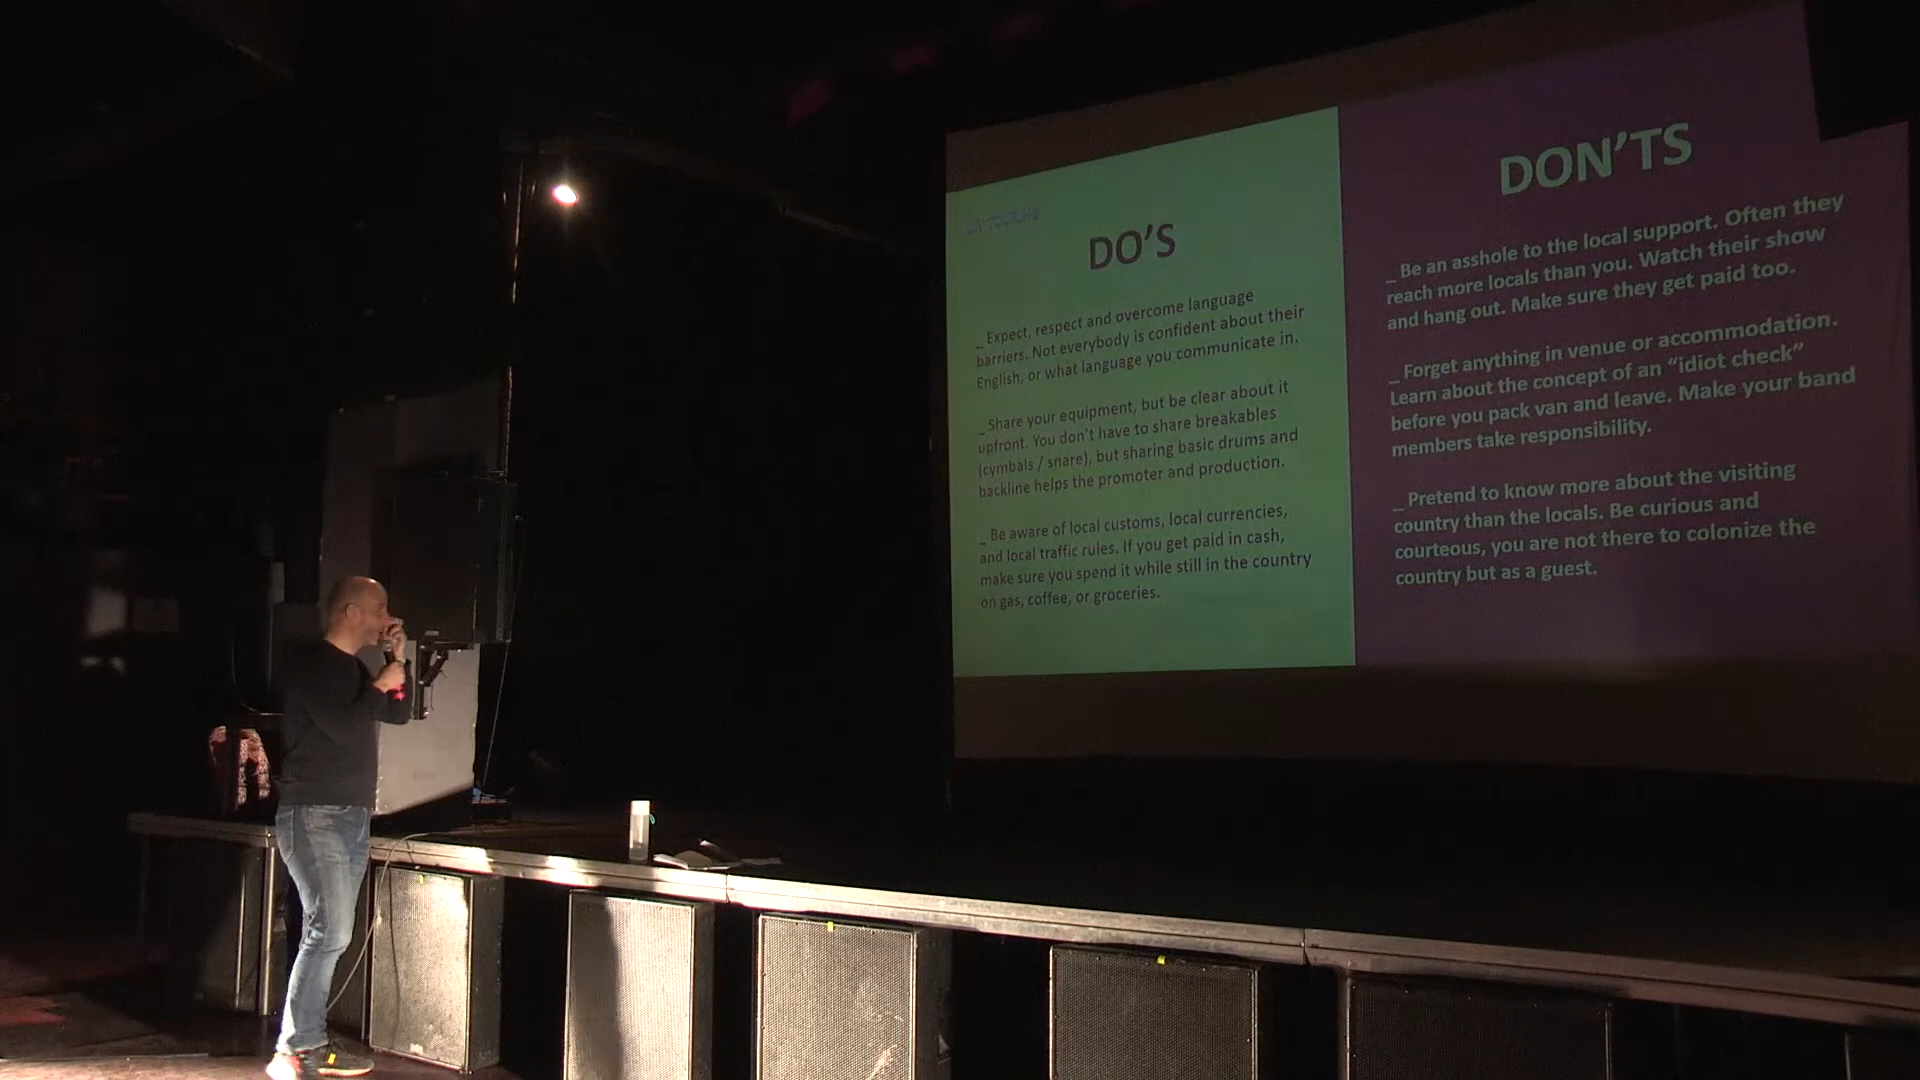 DIY TOURING
DO'S
_ Expect, respect and overcome language
barriers. Not everybody is confident about their
English, or what language you communicate in.
_ Share your equipment, but be clear about it
upfront. You don't have to share breakables
(cymbals / snare), but sharing basic drums and
backline helps the promoter and production.
_ Be aware of local customs, local currencies,
and local traffic rules. If you get paid in cash,
make sure you spend it while still in the country
on gas, coffee, or groceries.
DON'TS
_ Be an asshole to the local support. Often they
reach more locals than you. Watch their show
and hang out. Make sure they get paid too.
_ Forget anything in venue or accommodation.
Learn about the concept of an “idiot check”
before you pack van and leave. Make your band
members take responsibility.
_ Pretend to know more about the visiting
country than the locals. Be curious and
courteous, you are not there to colonize the
country but as a guest.